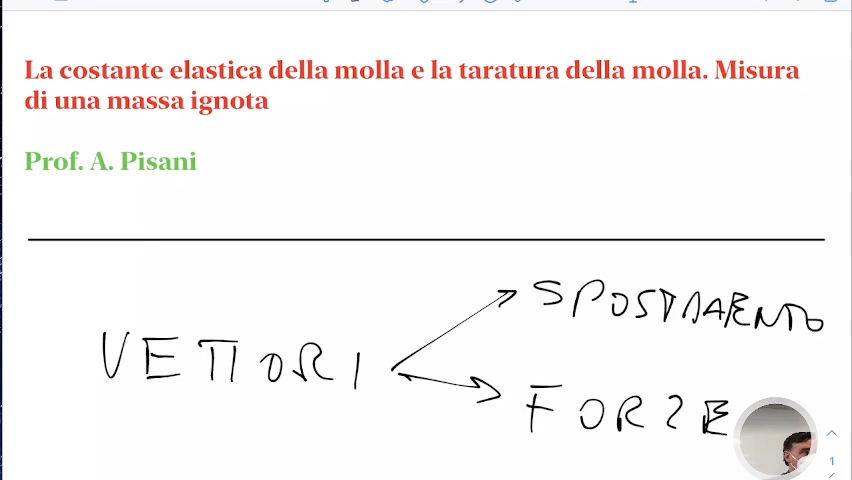 La costante elastica della molla e la taratura della molla. Misura
di una massa ignota
Prof. A. Pisani
SPOSTAMENTO
VETTORI
FORZE
1